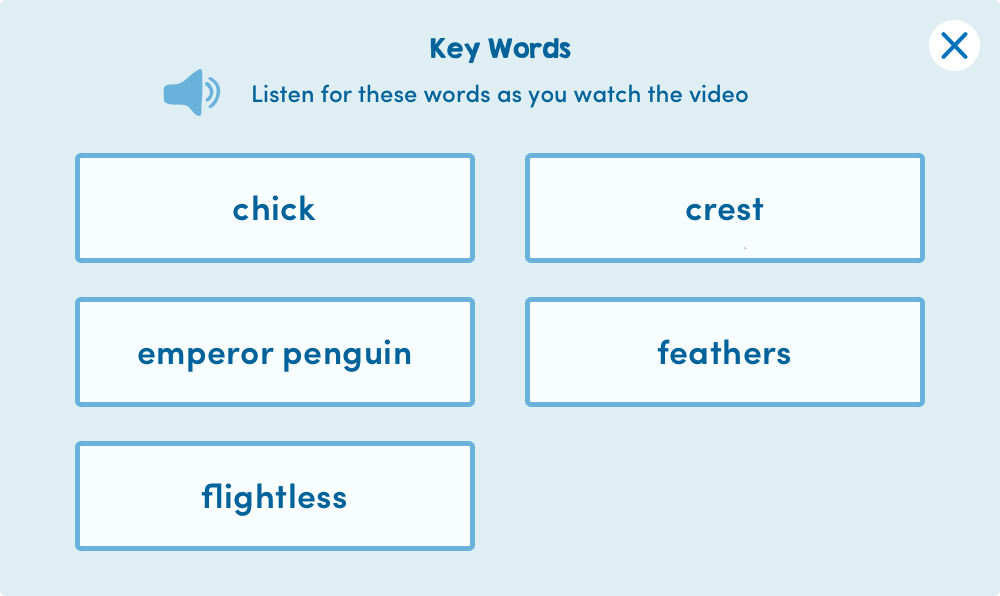 Key Words
Listen for these words as you watch the video
chick
crest
emperor penguin
feathers
flightless